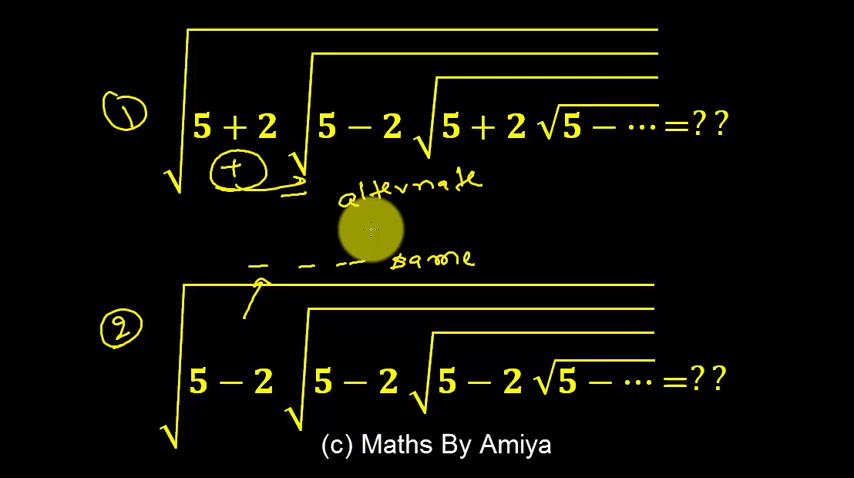 ① √5 + 2 √5 − 2 √5 + 2 √5 − ⋯ =??
+ − alternate
− − -- same
② √5 − 2 √5 − 2 √5 − 2 √5 − ⋯ =??
(c) Maths By Amiya